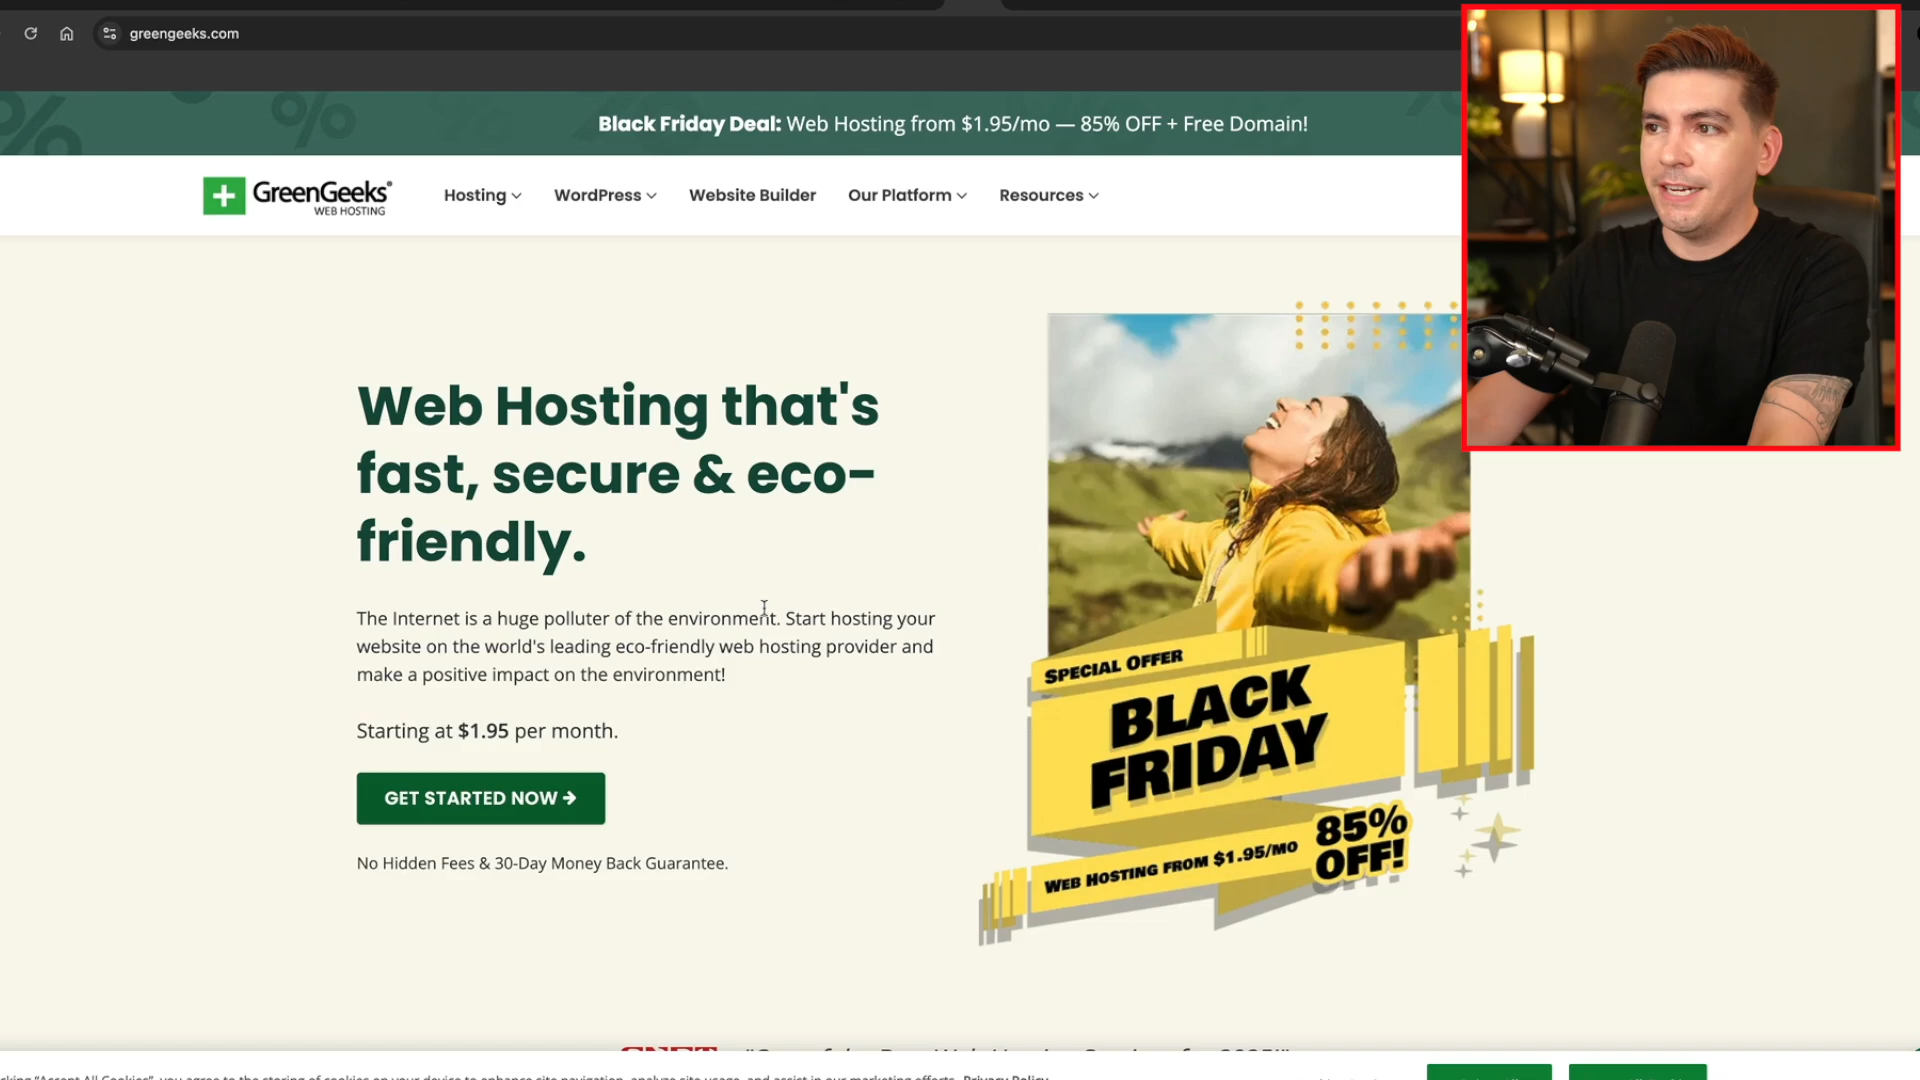 greengeeks.com
Black Friday Deal: Web Hosting from $1.95/mo — 85% OFF + Free Domain!
GreenGeeks®
WEB HOSTING
Hosting
WordPress
Website Builder
Our Platform
Resources
Web Hosting that's
fast, secure & eco-
friendly.
The Internet is a huge polluter of the environment. Start hosting your
website on the world's leading eco-friendly web hosting provider and
make a positive impact on the environment!
Starting at $1.95 per month.
GET STARTED NOW →
No Hidden Fees & 30-Day Money Back Guarantee.
SPECIAL OFFER
BLACK
FRIDAY
WEB HOSTING FROM $1.95/MO
85%
OFF!